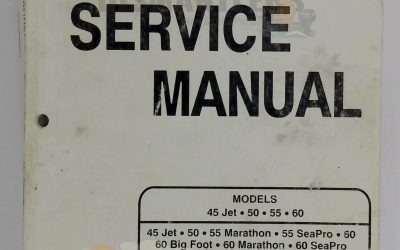 SERVICE
MANUAL
MODELS
45 Jet • 50 • 55 • 60
45 Jet • 50 • 55 Marathon • 55 SeaPro • 60
60 Big Foot • 60 Marathon • 60 SeaPro